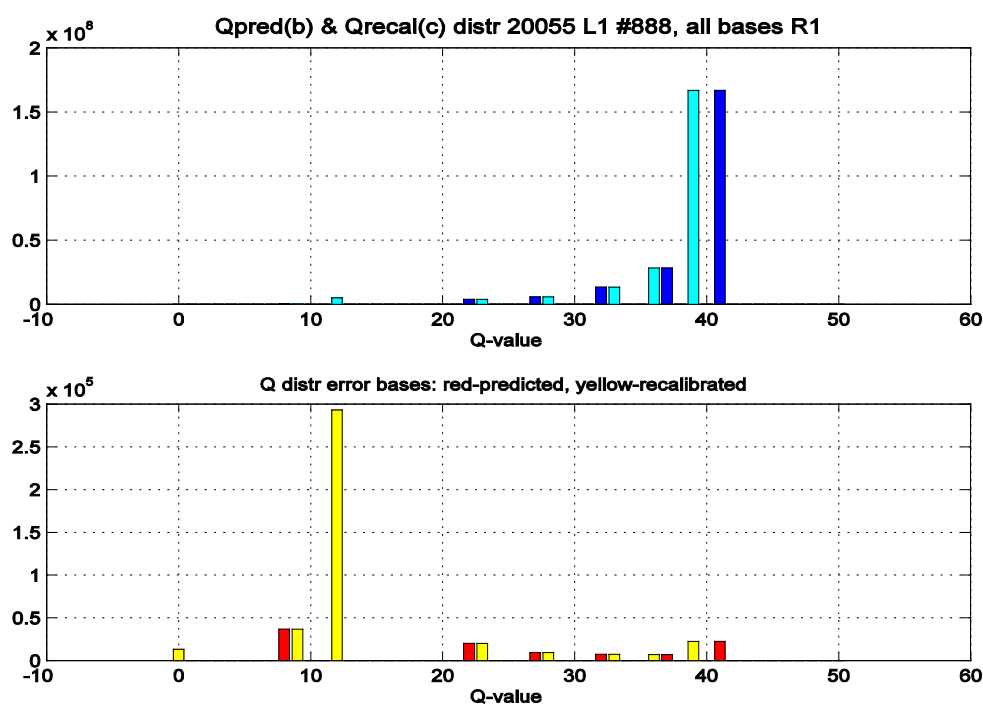 Qpred(b) & Qrecal(c) distr 20055 L1 #888, all bases R1
x 10^8
2
1.5
1
0.5
0
-10 0 10 20 30 40 50 60
Q-value
Q distr error bases: red-predicted, yellow-recalibrated
x 10^5
3
2.5
2
1.5
1
0.5
0
-10 0 10 20 30 40 50 60
Q-value